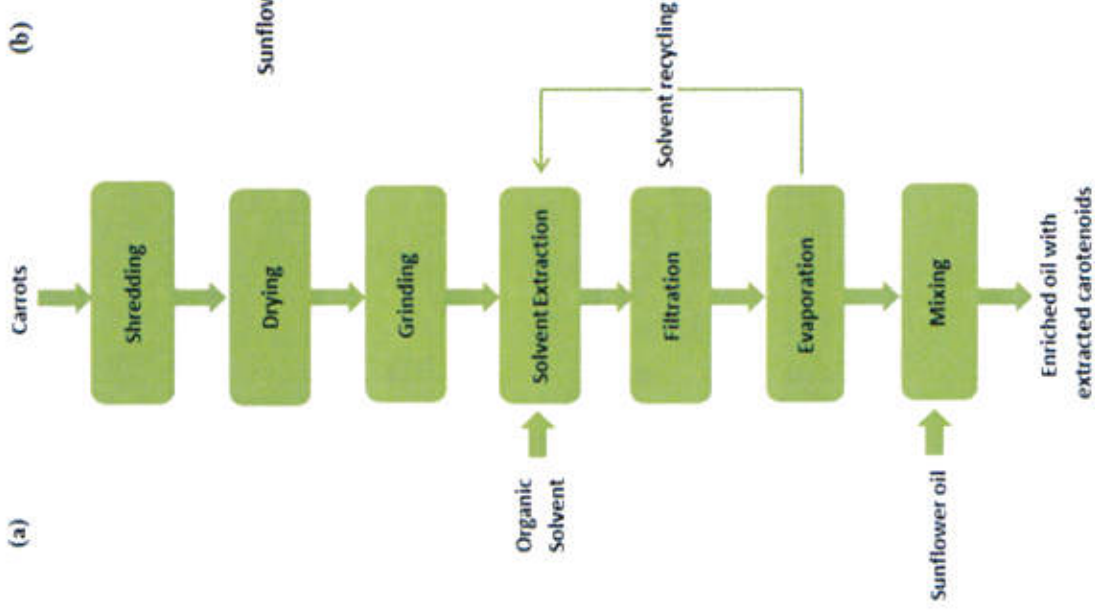 (a)
(b)
Carrots
Shredding
Sunflow
Drying
Grinding
Organic
Solvent
Solvent Extraction
Solvent recycling
Filtration
Evaporation
Sunflower oil
Mixing
Enriched oil with
extracted carotenoids